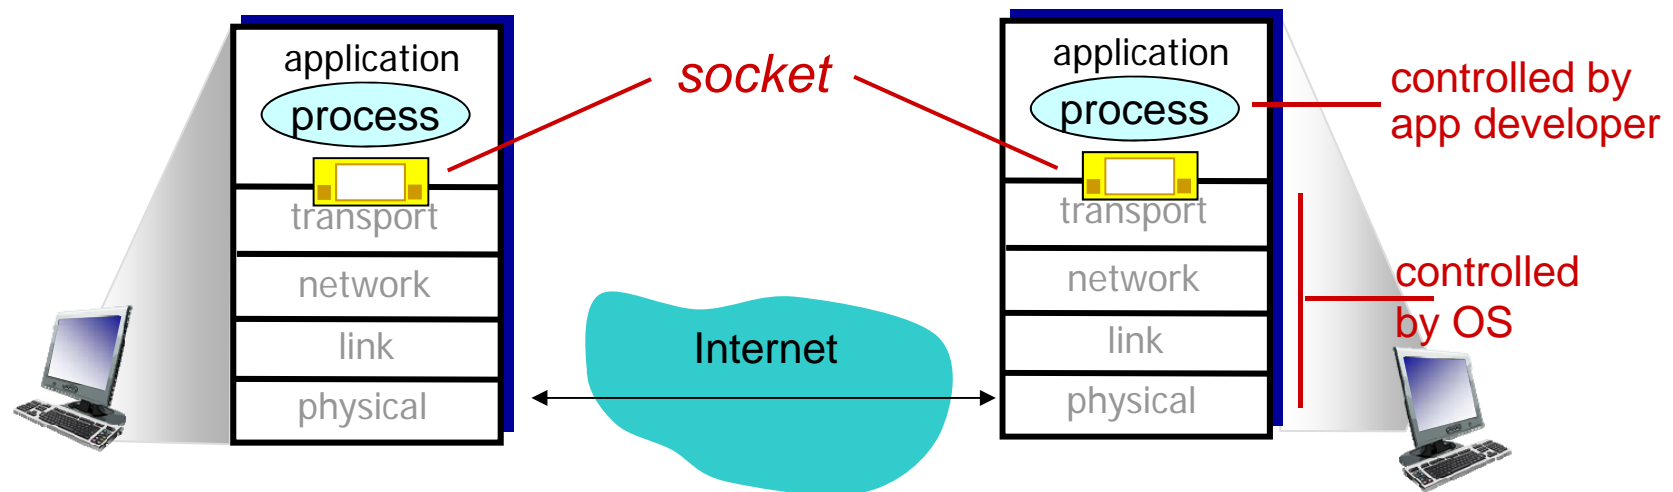 application
process
transport
network
link
physical
socket
Internet
application
process
transport
network
link
physical
controlled by
app developer
controlled
by OS